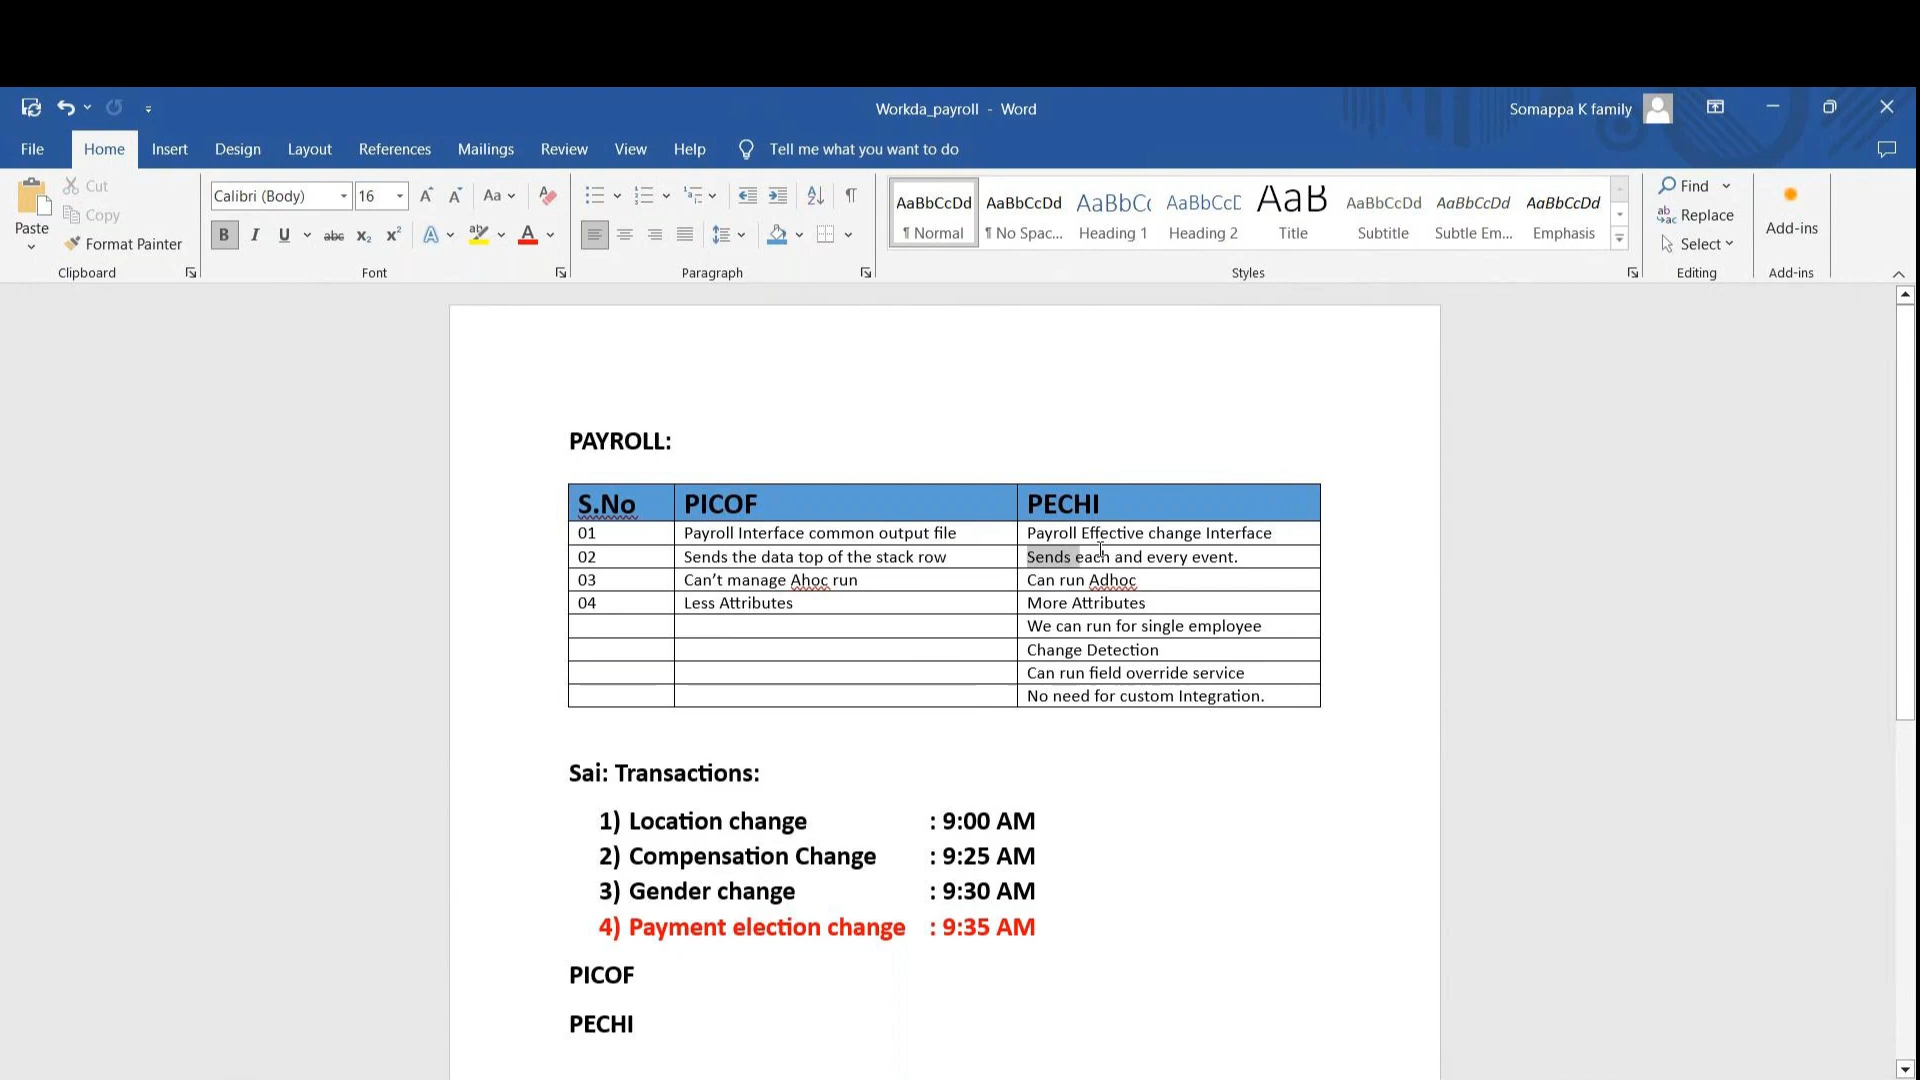 Workda_payroll - Word
Somappa K family
File Home Insert Design Layout References Mailings Review View Help Tell me what you want to do
Paste
Cut
Copy
Format Painter
Clipboard
Calibri (Body) 16
Aa
B I U abc x₂ x² A ab A
Font
Paragraph
AaBbCcDd AaBbCcDd AaBbCc AaBbCcC AaB AaBbCcDd AaBbCcDd AaBbCcDd
¶ Normal ¶ No Spac... Heading 1 Heading 2 Title Subtitle Subtle Em... Emphasis
Styles
Find
Replace
Select
Editing
Add-ins
Add-ins
PAYROLL:
S.No PICOF PECHI
01 Payroll Interface common output file Payroll Effective change Interface
02 Sends the data top of the stack row Sends each and every event.
03 Can't manage Ahoc run Can run Adhoc
04 Less Attributes More Attributes
We can run for single employee
Change Detection
Can run field override service
No need for custom Integration.
Sai: Transactions:
1) Location change : 9:00 AM
2) Compensation Change : 9:25 AM
3) Gender change : 9:30 AM
4) Payment election change : 9:35 AM
PICOF
PECHI